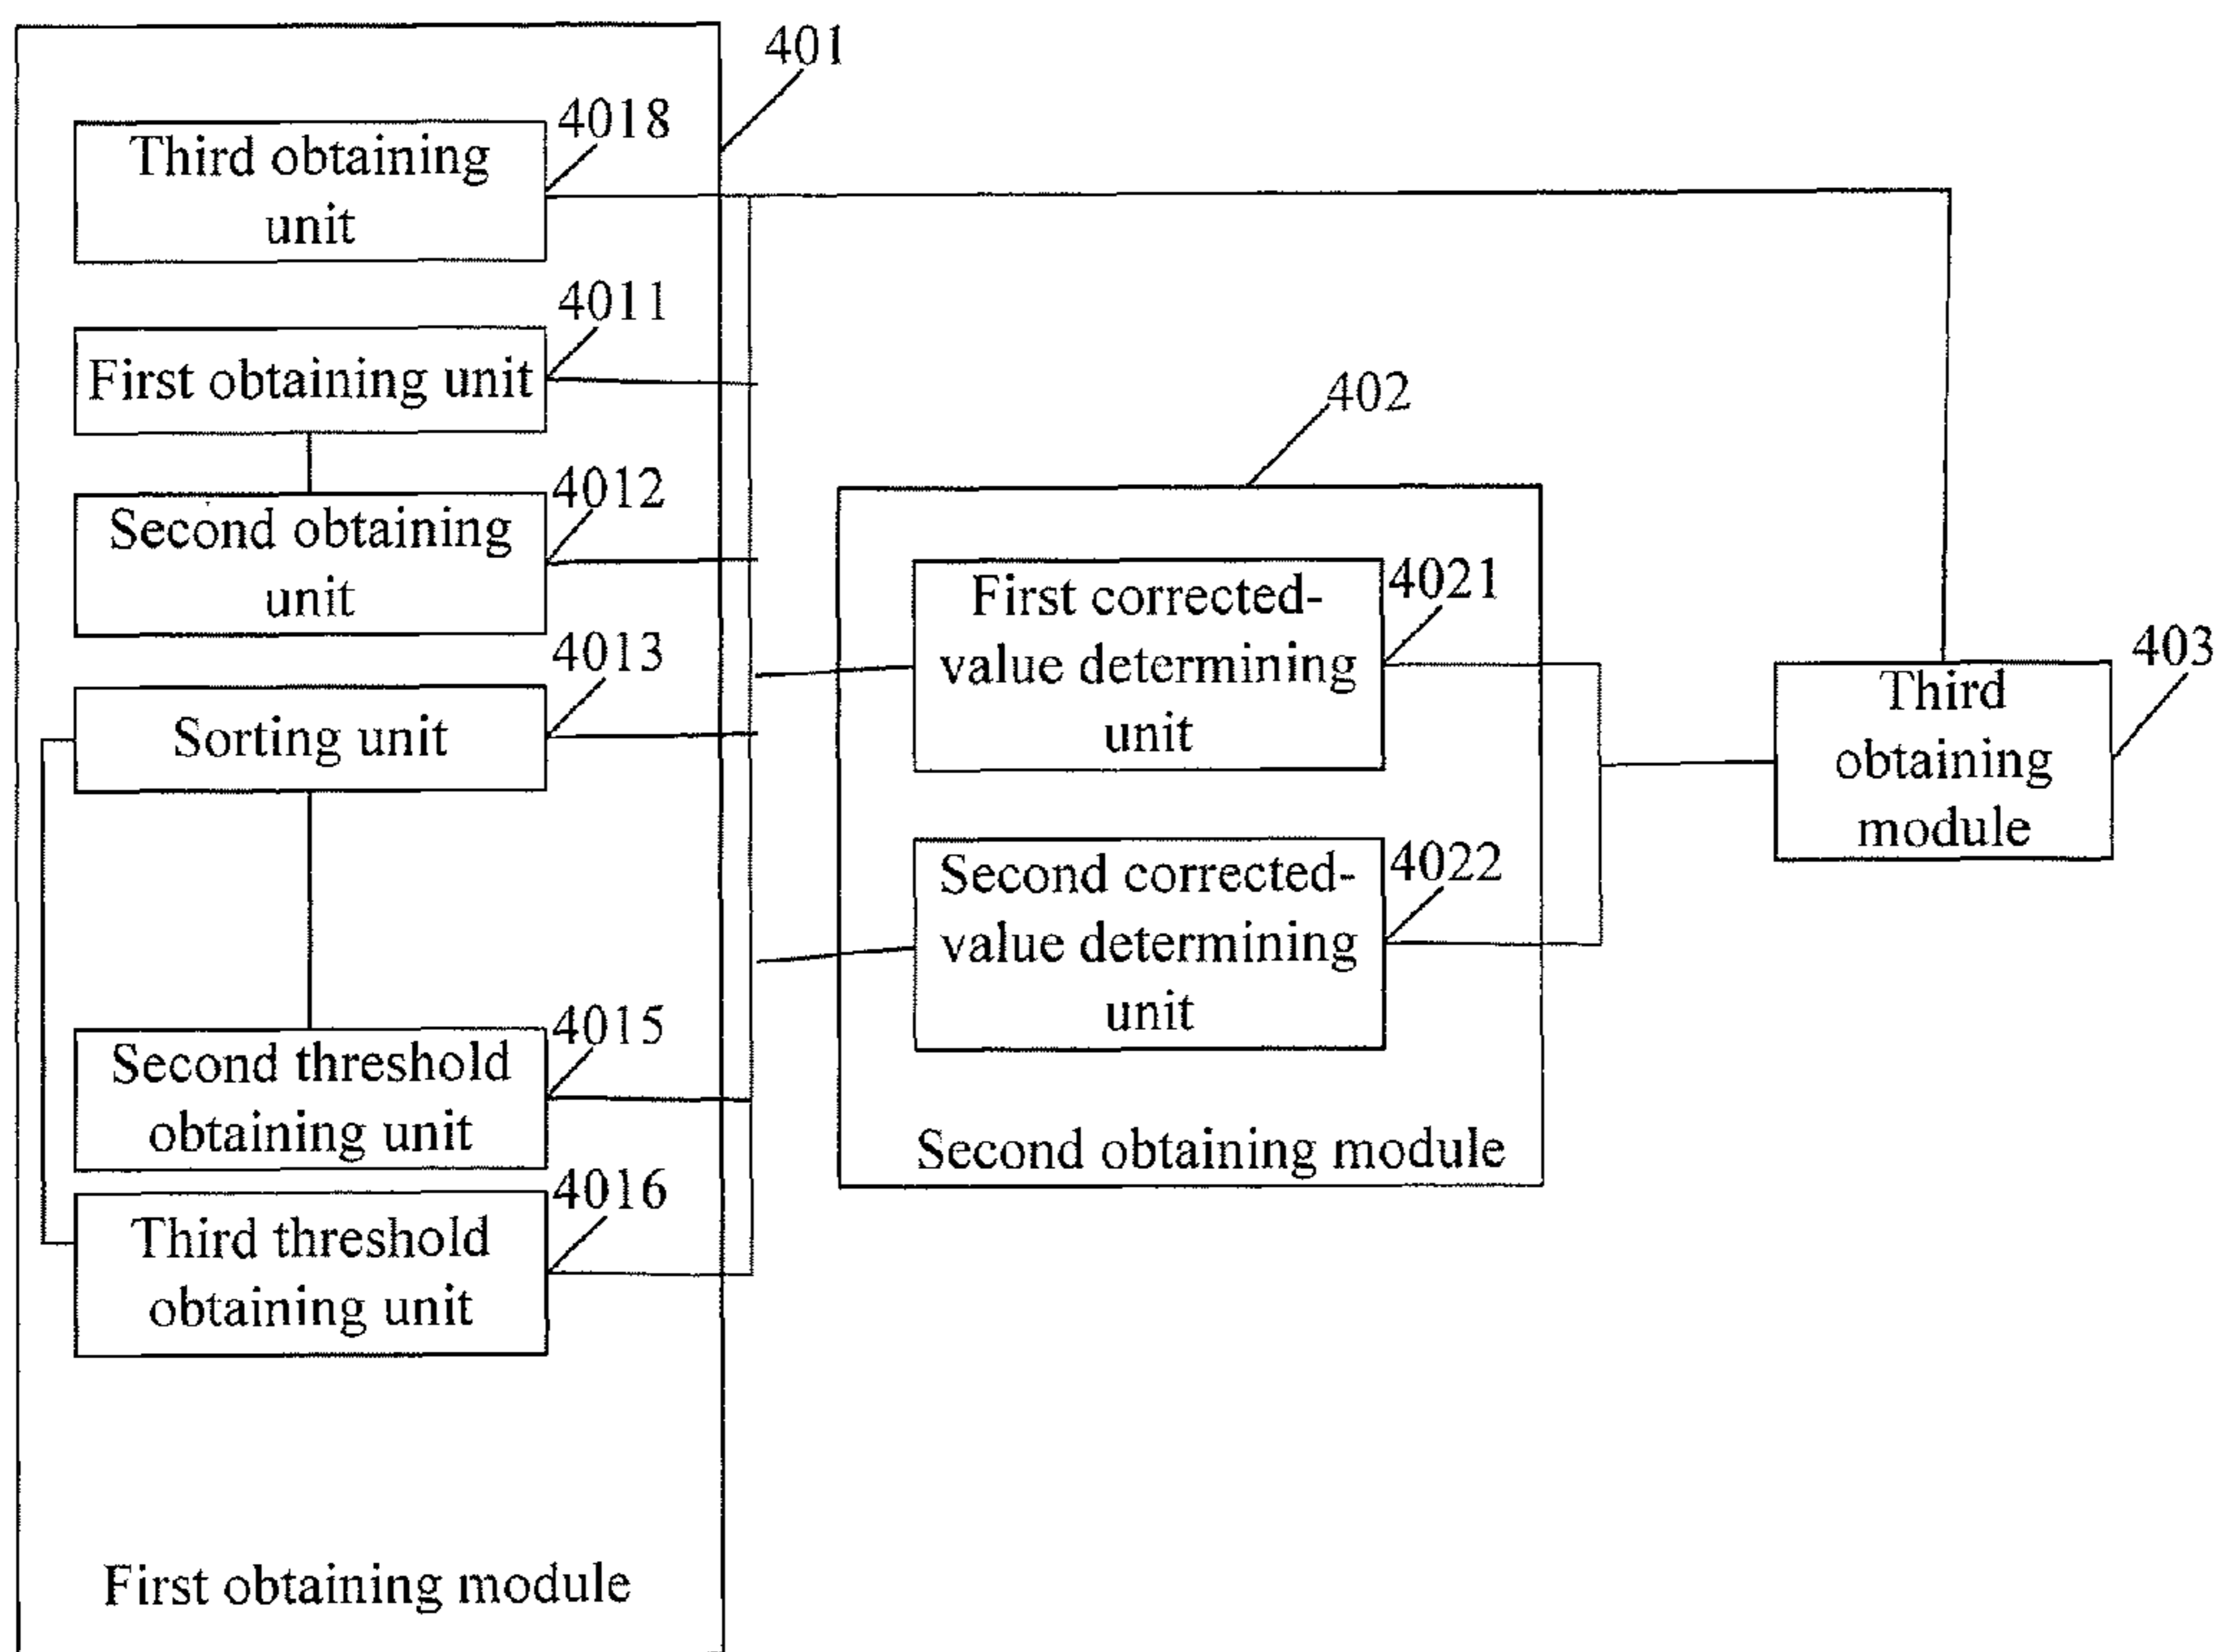 401
4018
Third obtaining
unit
4011
First obtaining unit
4012
Second obtaining
unit
4013
Sorting unit
4015
Second threshold
obtaining unit
4016
Third threshold
obtaining unit
First obtaining module
402
4021
First corrected-
value determining
unit
4022
Second corrected-
value determining
unit
Second obtaining module
403
Third
obtaining
module